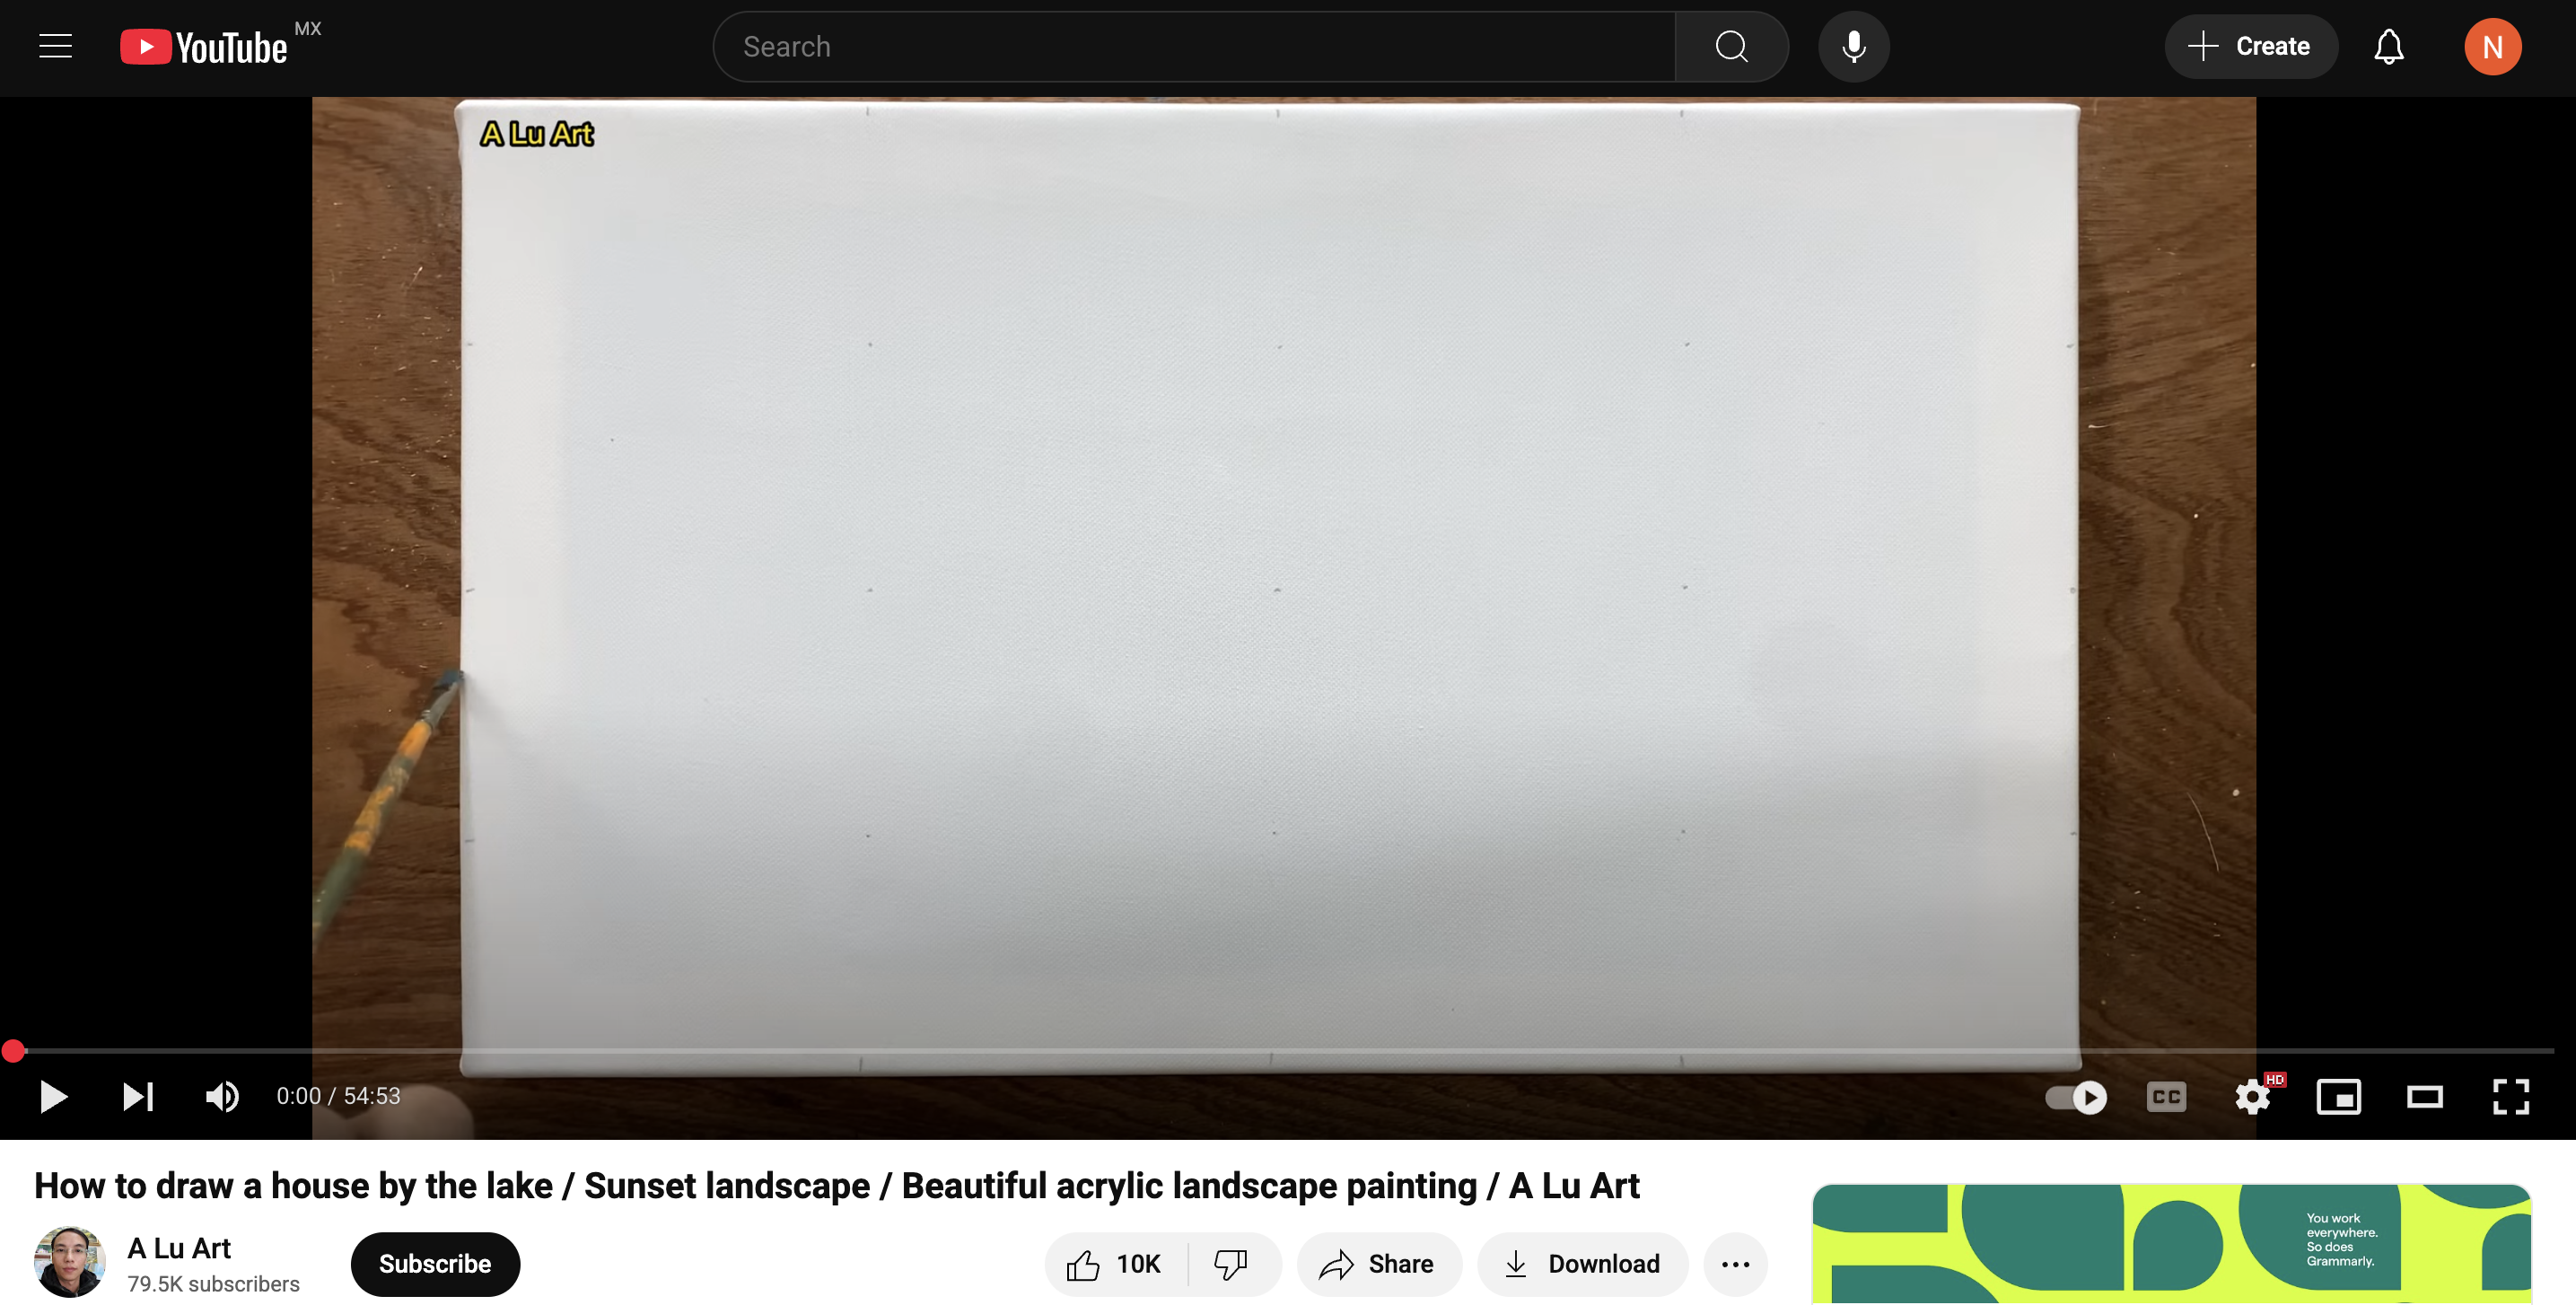 YouTube MX
Search
Create
N
A Lu Art
0:00 / 54:53
CC
HD
How to draw a house by the lake / Sunset landscape / Beautiful acrylic landscape painting / A Lu Art
A Lu Art
79.5K subscribers
Subscribe
10K
Share
Download
You work
everywhere.
So does
Grammarly.